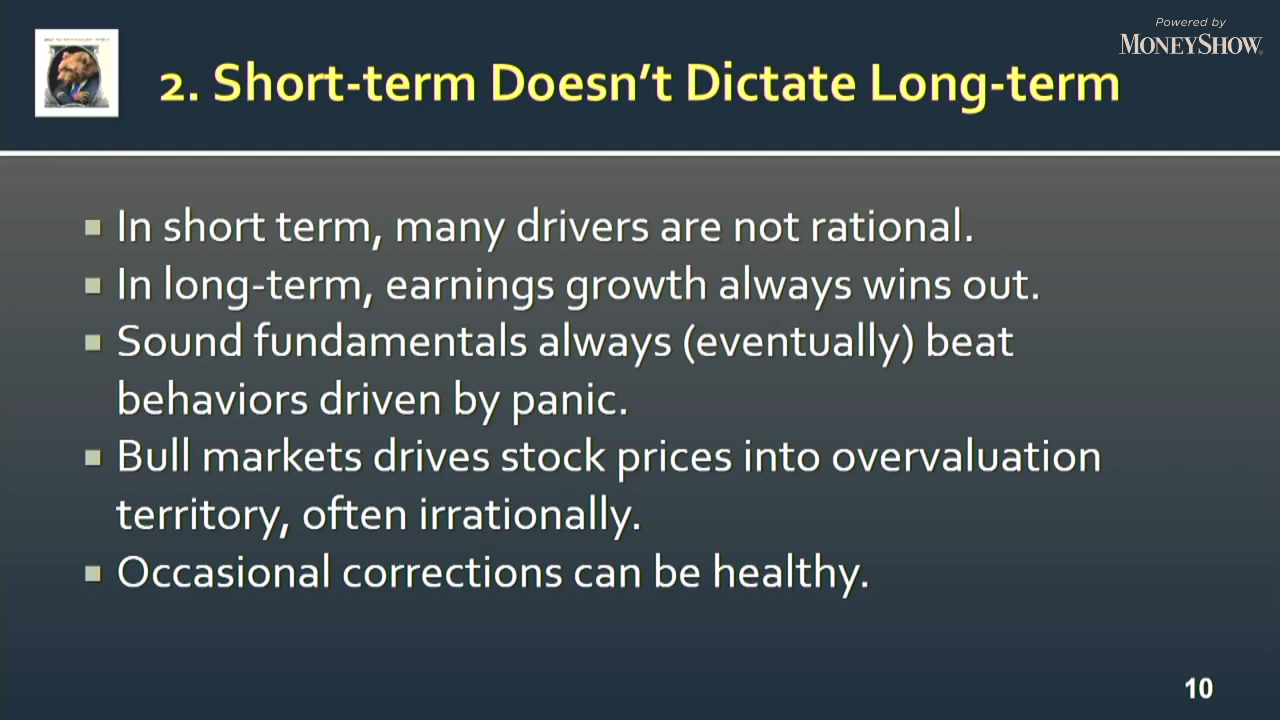 Powered by
MONEYSHOW
2. Short-term Doesn't Dictate Long-term
In short term, many drivers are not rational.
In long-term, earnings growth always wins out.
Sound fundamentals always (eventually) beat
behaviors driven by panic.
Bull markets drives stock prices into overvaluation
territory, often irrationally.
Occasional corrections can be healthy.
10